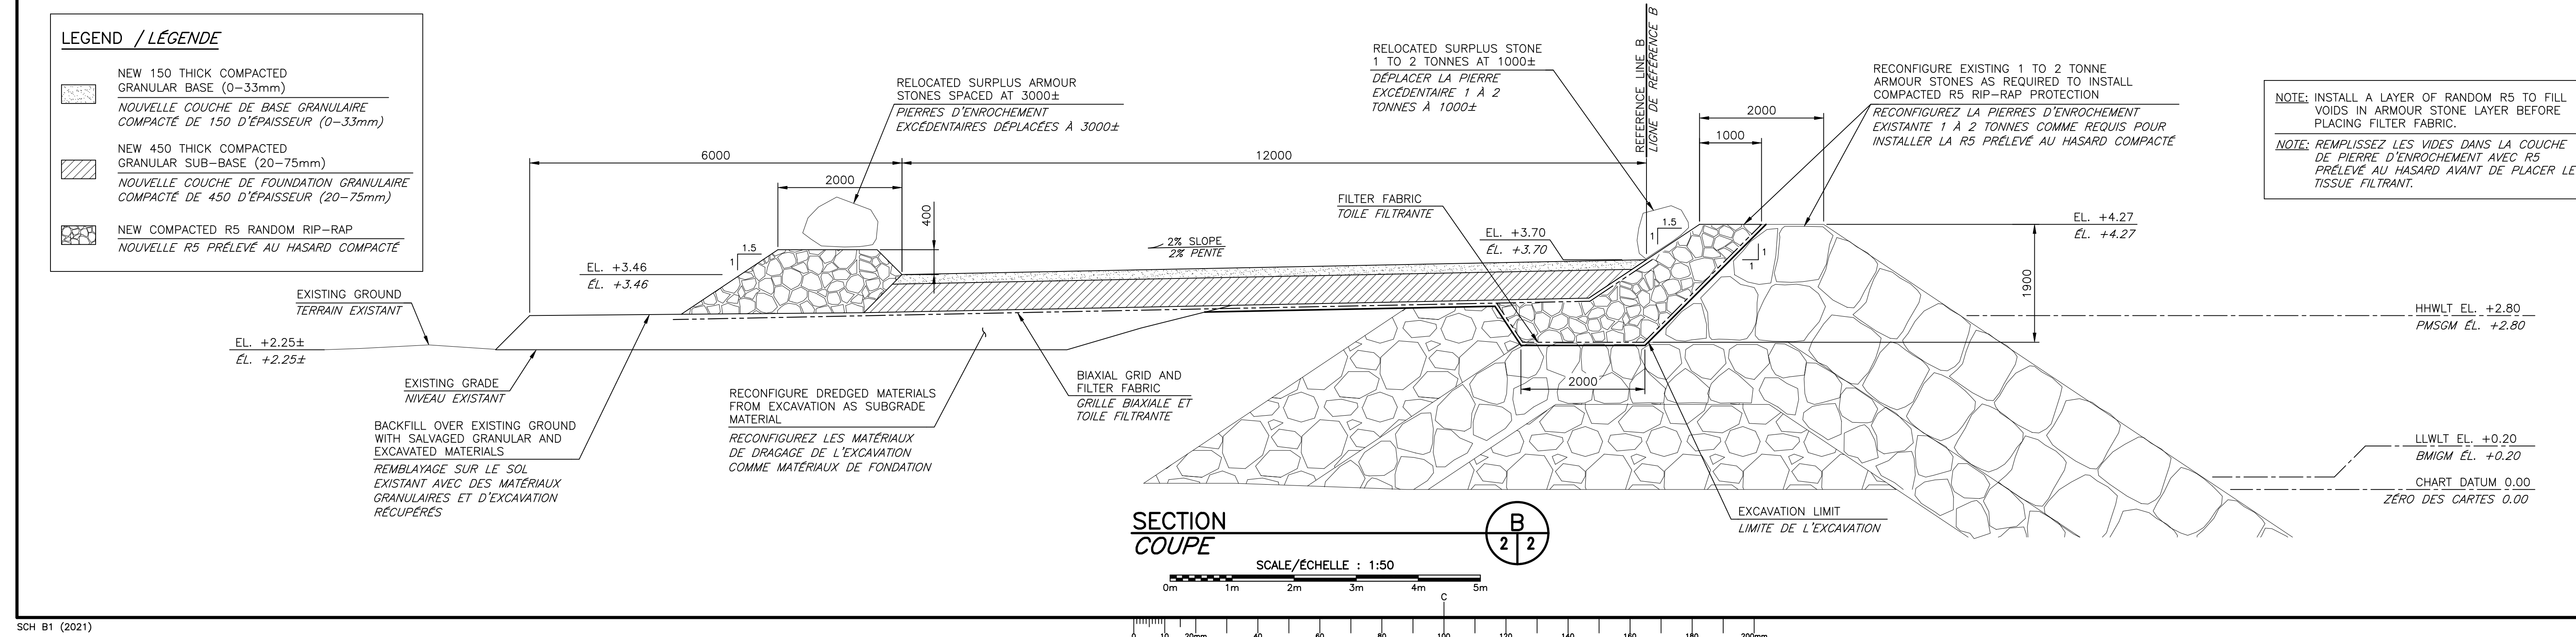 LEGEND / LÉGENDE
NEW 150 THICK COMPACTED
GRANULAR BASE (0-33mm)
NOUVELLE COUCHE DE BASE GRANULAIRE
COMPACTÉ DE 150 D'ÉPAISSEUR (0-33mm)
NEW 450 THICK COMPACTED
GRANULAR SUB-BASE (20-75mm)
NOUVELLE COUCHE DE FOUNDATION GRANULAIRE
COMPACTÉ DE 450 D'ÉPAISSEUR (20-75mm)
NEW COMPACTED R5 RANDOM RIP-RAP
NOUVELLE R5 PRÉLEVÉ AU HASARD COMPACTÉ
RELOCATED SURPLUS ARMOUR
STONES SPACED AT 3000±
PIERRES D'ENROCHEMENT
EXCÉDENTAIRES DÉPLACÉES À 3000±
RELOCATED SURPLUS STONE
1 TO 2 TONNES AT 1000±
DÉPLACER LA PIERRE
EXCÉDENTAIRE 1 À 2
TONNES À 1000±
REFERENCE LINE B
LIGNE DE RÉFÉRENCE B
RECONFIGURE EXISTING 1 TO 2 TONNE
ARMOUR STONES AS REQUIRED TO INSTALL
COMPACTED R5 RIP-RAP PROTECTION
RECONFIGUREZ LA PIERRES D'ENROCHEMENT
EXISTANTE 1 À 2 TONNES COMME REQUIS POUR
INSTALLER LA R5 PRÉLEVÉ AU HASARD COMPACTÉ
NOTE: INSTALL A LAYER OF RANDOM R5 TO FILL
VOIDS IN ARMOUR STONE LAYER BEFORE
PLACING FILTER FABRIC.
NOTE: REMPLISSEZ LES VIDES DANS LA COUCHE
DE PIERRE D'ENROCHEMENT AVEC R5
PRÉLEVÉ AU HASARD AVANT DE PLACER LE
TISSUE FILTRANT.
6000
12000
2000
400
2000
1000
FILTER FABRIC
TOILE FILTRANTE
2% SLOPE
2% PENTE
EL. +3.70
ÉL. +3.70
1.5
1
1.5
1
1
1
EL. +4.27
ÉL. +4.27
1900
EL. +3.46
ÉL. +3.46
EXISTING GROUND
TERRAIN EXISTANT
EL. +2.25±
ÉL. +2.25±
HHWLT EL. +2.80
PMSGM ÉL. +2.80
EXISTING GRADE
NIVEAU EXISTANT
BACKFILL OVER EXISTING GROUND
WITH SALVAGED GRANULAR AND
EXCAVATED MATERIALS
REMBLAYAGE SUR LE SOL
EXISTANT AVEC DES MATÉRIAUX
GRANULAIRES ET D'EXCAVATION
RÉCUPÉRÉS
RECONFIGURE DREDGED MATERIALS
FROM EXCAVATION AS SUBGRADE
MATERIAL
RECONFIGUREZ LES MATÉRIAUX
DE DRAGAGE DE L'EXCAVATION
COMME MATÉRIAUX DE FONDATION
BIAXIAL GRID AND
FILTER FABRIC
GRILLE BIAXIALE ET
TOILE FILTRANTE
2000
LLWLT EL. +0.20
BMIGM ÉL. +0.20
CHART DATUM 0.00
ZÉRO DES CARTES 0.00
EXCAVATION LIMIT
LIMITE DE L'EXCAVATION
SECTION
COUPE
B
2 2
SCALE/ÉCHELLE : 1:50
0m 1m 2m 3m 4m 5m
C
SCH B1 (2021)
0 10 20mm 40 60 80 100 120 140 160 180 200mm